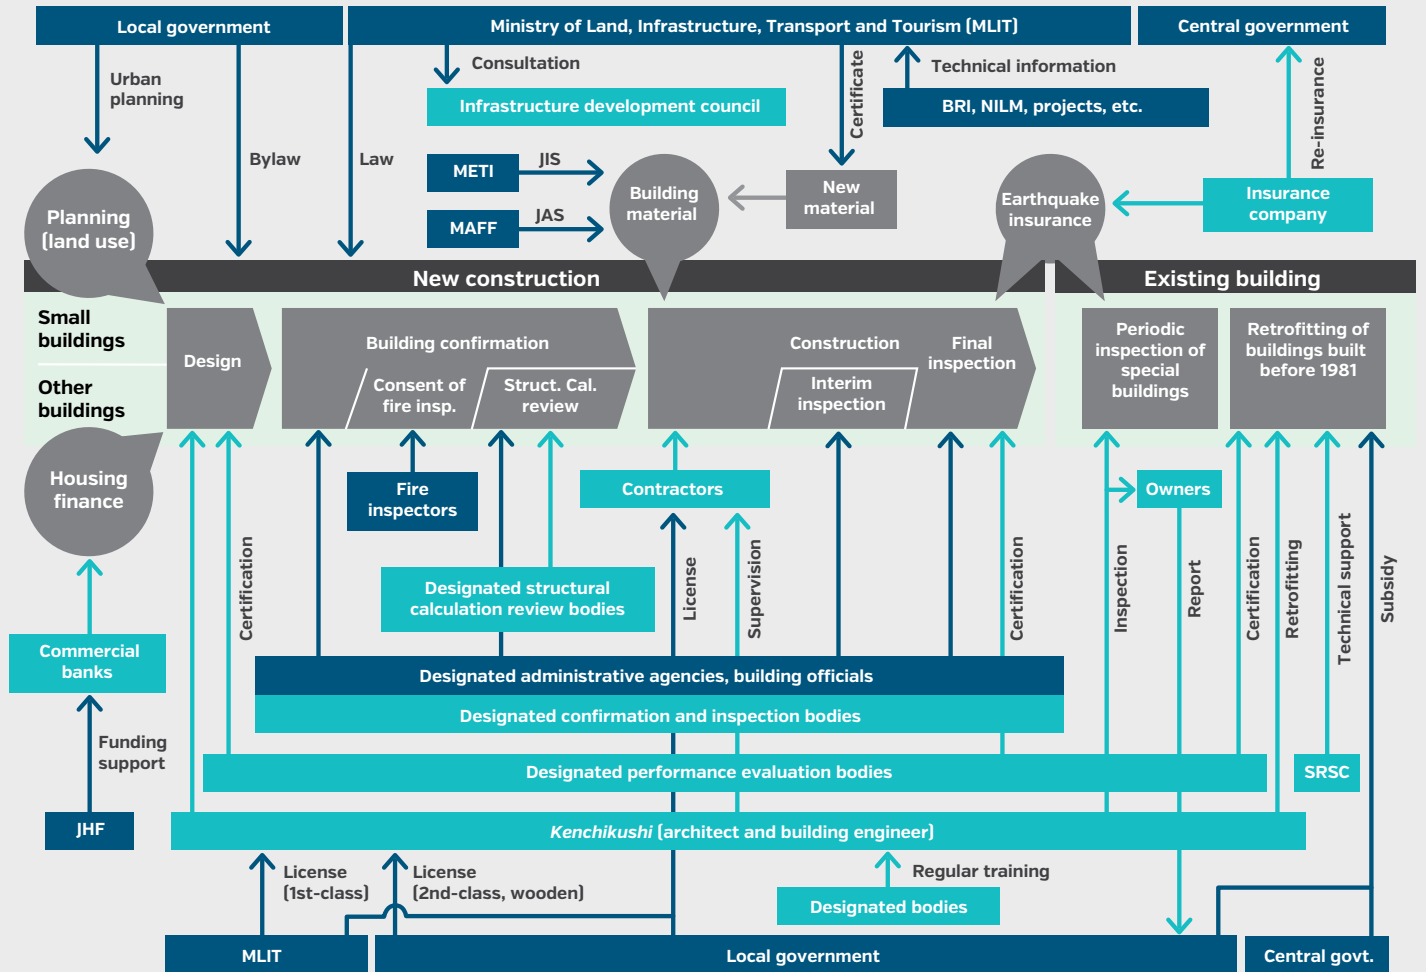 Local government
Ministry of Land, Infrastructure, Transport and Tourism (MLIT)
Central government
Urban
planning
Consultation
Certificate
Technical information
Re-insurance
Infrastructure development council
BRI, NILM, projects, etc.
Bylaw
Law
METI
JIS
MAFF
JAS
Building
material
New
material
Earthquake
insurance
Insurance
company
Planning
(land use)
New construction
Existing building
Small
buildings
Other
buildings
Design
Building confirmation
Consent of
fire insp.
Struct. Cal.
review
Construction
Interim
inspection
Final
inspection
Periodic
inspection of
special
buildings
Retrofitting of
buildings built
before 1981
Housing
finance
Fire
inspectors
Contractors
Owners
Certification
Designated structural
calculation review bodies
License
Supervision
Certification
Inspection
Report
Certification
Retrofitting
Technical support
Subsidy
Commercial
banks
Designated administrative agencies, building officials
Designated confirmation and inspection bodies
Funding
support
Designated performance evaluation bodies
SRSC
JHF
Kenchikushi (architect and building engineer)
License
(1st-class)
License
(2nd-class, wooden)
Regular training
Designated bodies
MLIT
Local government
Central govt.